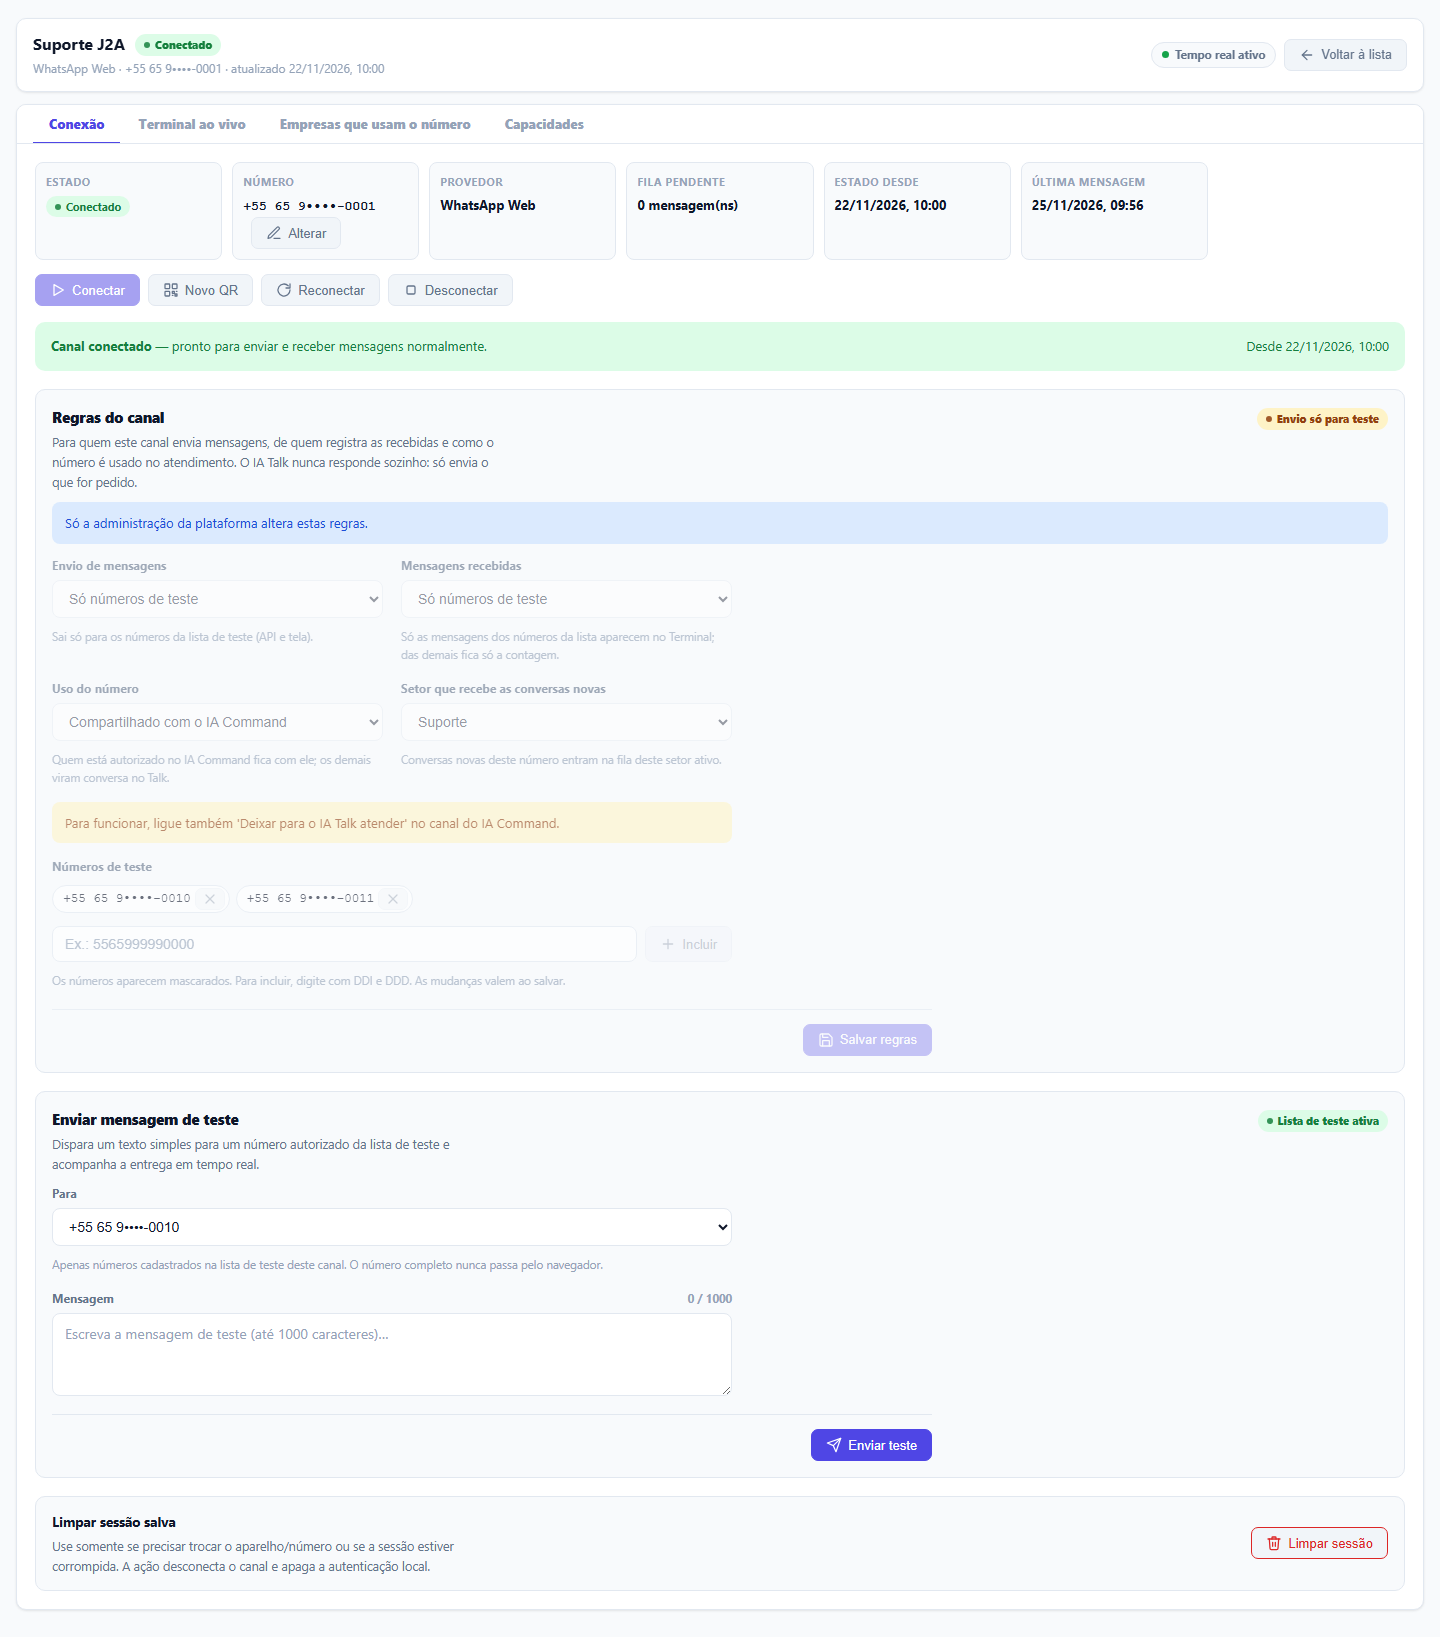 Suporte J2A
Conectado
WhatsApp Web · +55 65 9••••-0001 · atualizado 22/11/2026, 10:00
Tempo real ativo
Voltar à lista
Conexão
Terminal ao vivo
Empresas que usam o número
Capacidades
ESTADO
Conectado
NÚMERO
+55 65 9••••-0001
Alterar
PROVEDOR
WhatsApp Web
FILA PENDENTE
0 mensagem(ns)
ESTADO DESDE
22/11/2026, 10:00
ÚLTIMA MENSAGEM
25/11/2026, 09:56
Conectar
Novo QR
Reconectar
Desconectar
Canal conectado — pronto para enviar e receber mensagens normalmente.
Desde 22/11/2026, 10:00
Regras do canal
Envio só para teste
Para quem este canal envia mensagens, de quem registra as recebidas e como o
número é usado no atendimento. O IA Talk nunca responde sozinho: só envia o
que for pedido.
Só a administração da plataforma altera estas regras.
Envio de mensagens
Mensagens recebidas
Só números de teste
Só números de teste
Sai só para os números da lista de teste (API e tela).
Só as mensagens dos números da lista aparecem no Terminal;
das demais fica só a contagem.
Uso do número
Setor que recebe as conversas novas
Compartilhado com o IA Command
Suporte
Quem está autorizado no IA Command fica com ele; os demais
viram conversa no Talk.
Conversas novas deste número entram na fila deste setor ativo.
Para funcionar, ligue também 'Deixar para o IA Talk atender' no canal do IA Command.
Números de teste
+55 65 9••••-0010
+55 65 9••••-0011
Ex.: 5565999990000
Incluir
Os números aparecem mascarados. Para incluir, digite com DDI e DDD. As mudanças valem ao salvar.
Salvar regras
Enviar mensagem de teste
Lista de teste ativa
Dispara um texto simples para um número autorizado da lista de teste e
acompanha a entrega em tempo real.
Para
+55 65 9••••-0010
Apenas números cadastrados na lista de teste deste canal. O número completo nunca passa pelo navegador.
Mensagem
0 / 1000
Escreva a mensagem de teste (até 1000 caracteres)...
Enviar teste
Limpar sessão salva
Use somente se precisar trocar o aparelho/número ou se a sessão estiver
corrompida. A ação desconecta o canal e apaga a autenticação local.
Limpar sessão